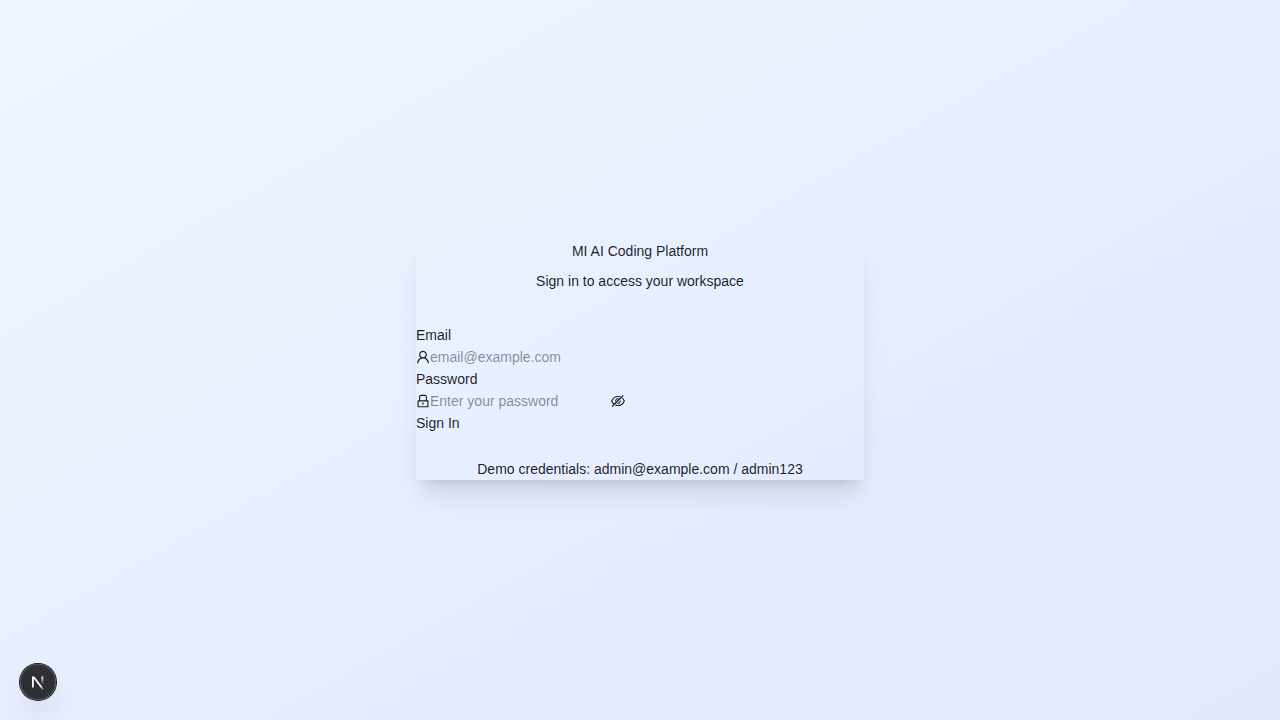 MI AI Coding Platform
Sign in to access your workspace
Email
email@example.com
Password
Enter your password
Sign In
Demo credentials: admin@example.com / admin123
N